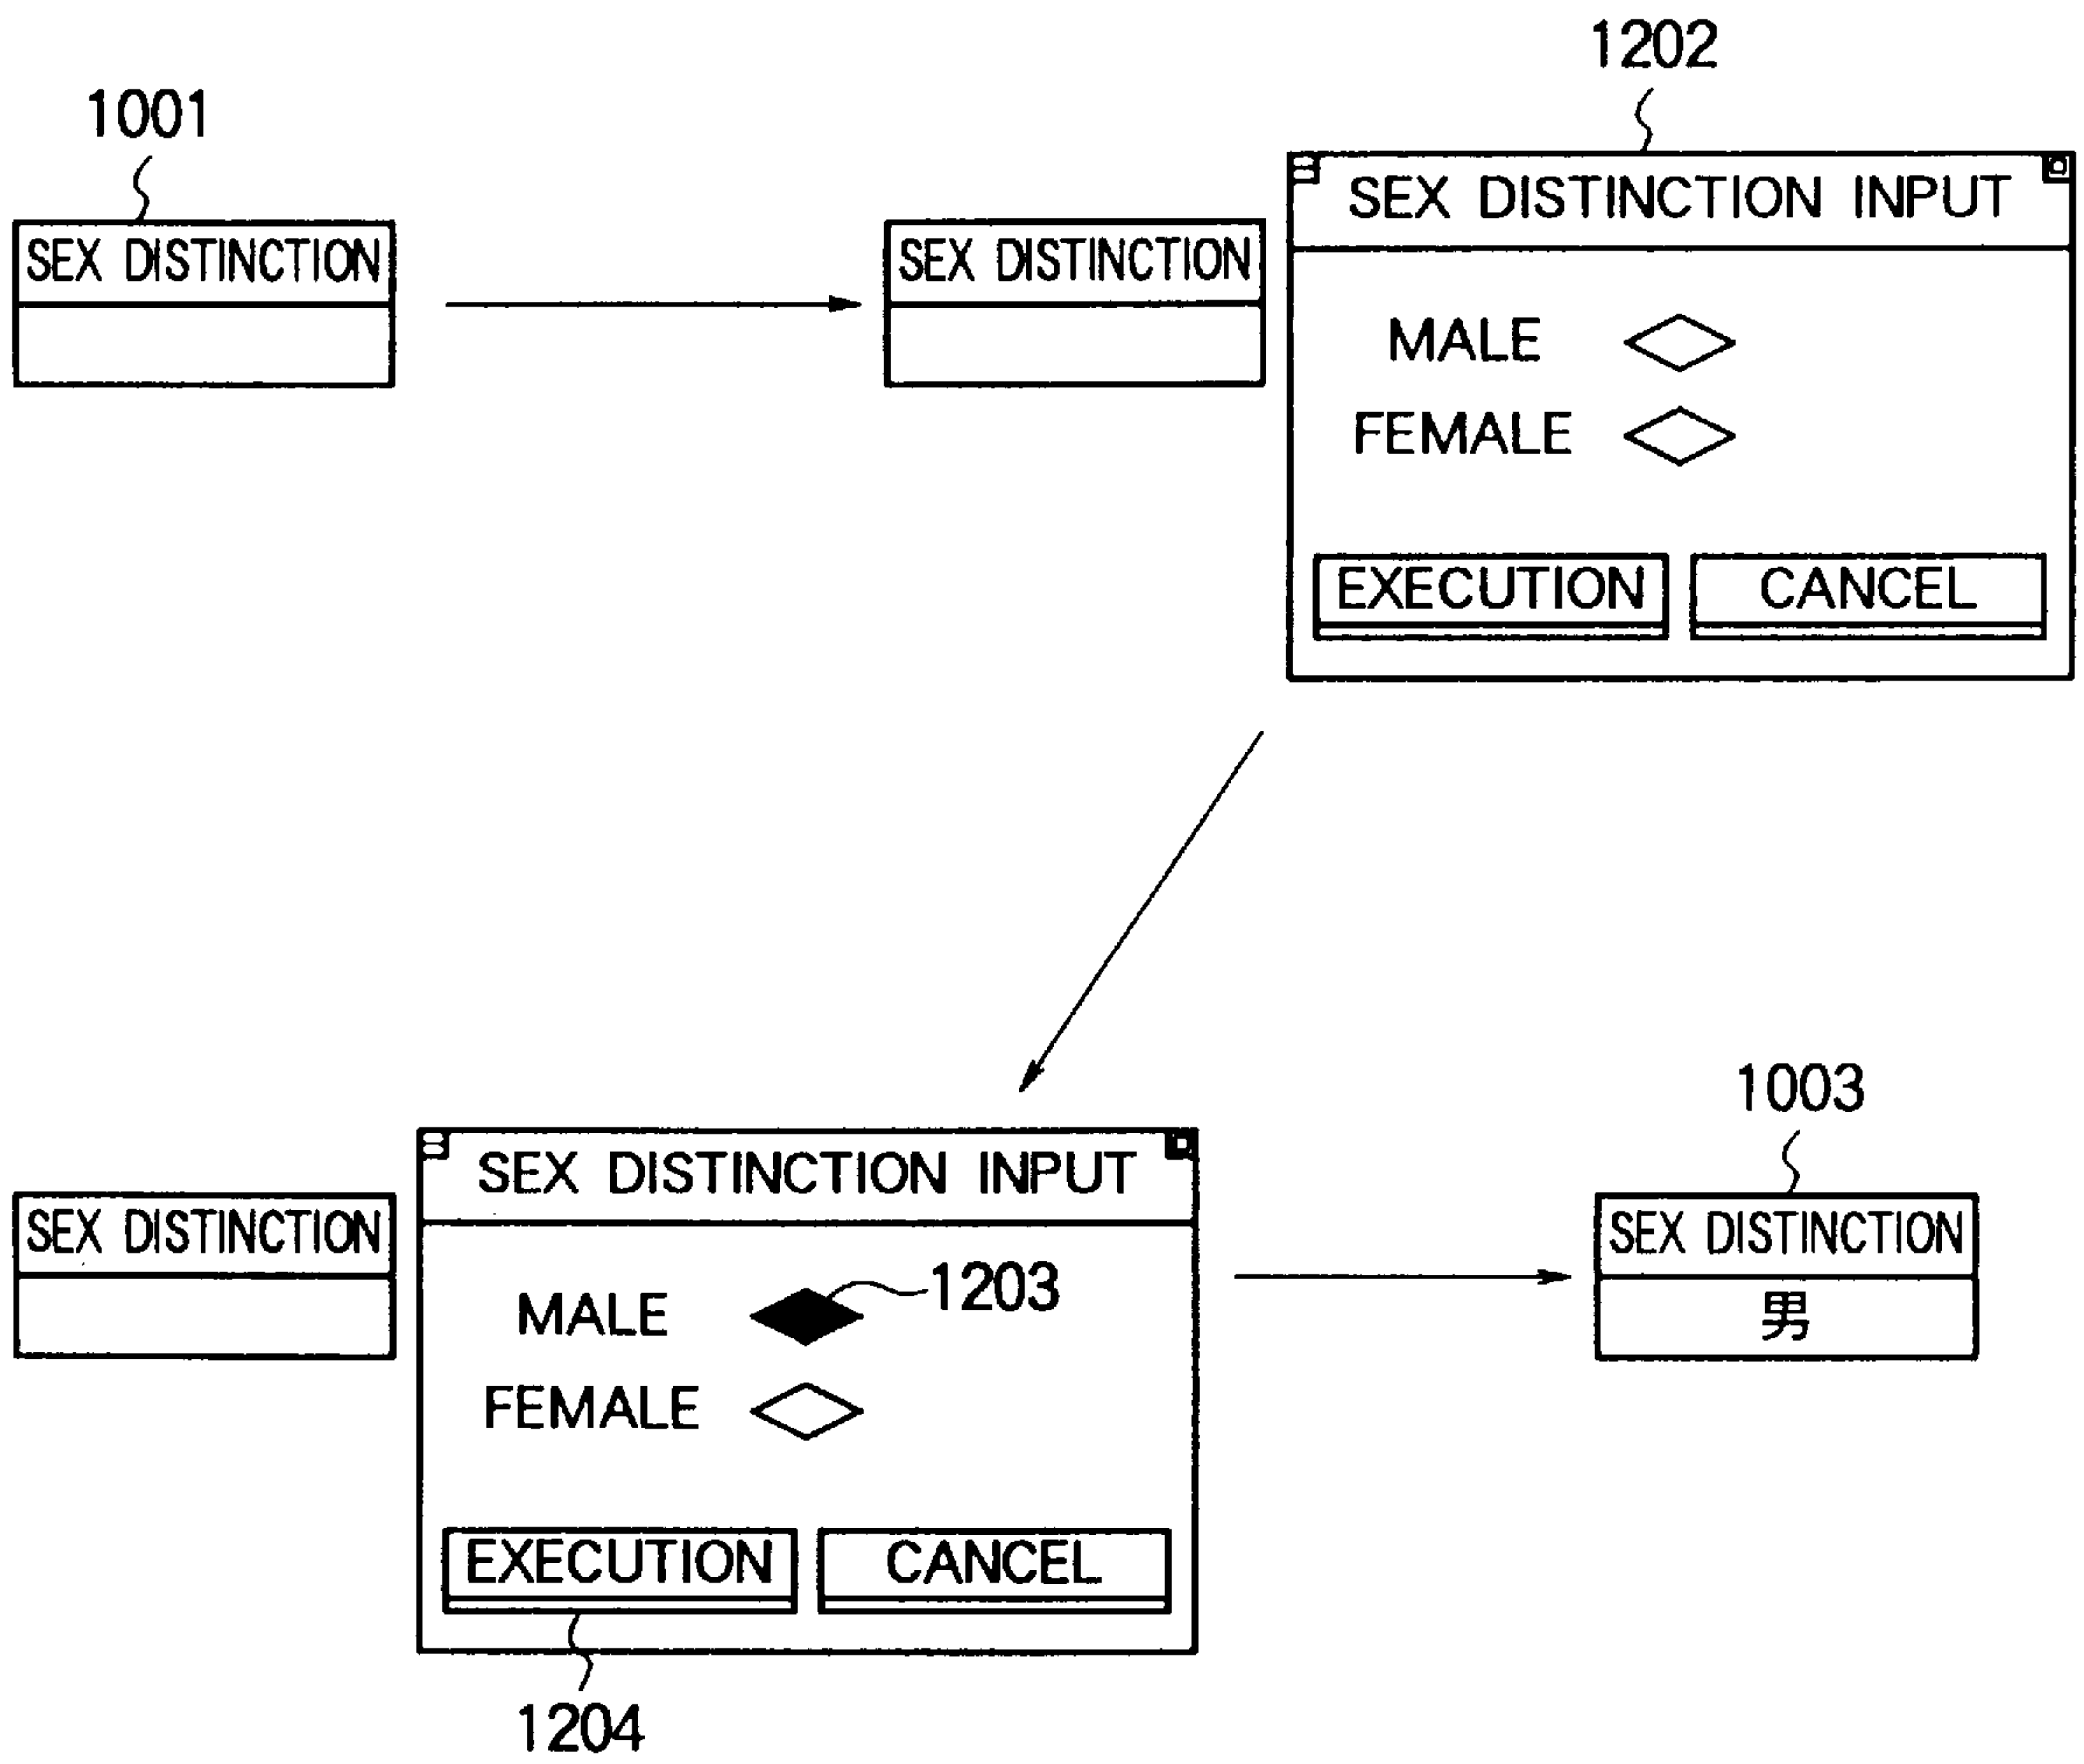 1202
1001
SEX DISTINCTION
SEX DISTINCTION
SEX DISTINCTION INPUT
MALE
FEMALE
EXECUTION CANCEL
1003
SEX DISTINCTION
SEX DISTINCTION INPUT
MALE
1203
FEMALE
EXECUTION CANCEL
1204
SEX DISTINCTION
男